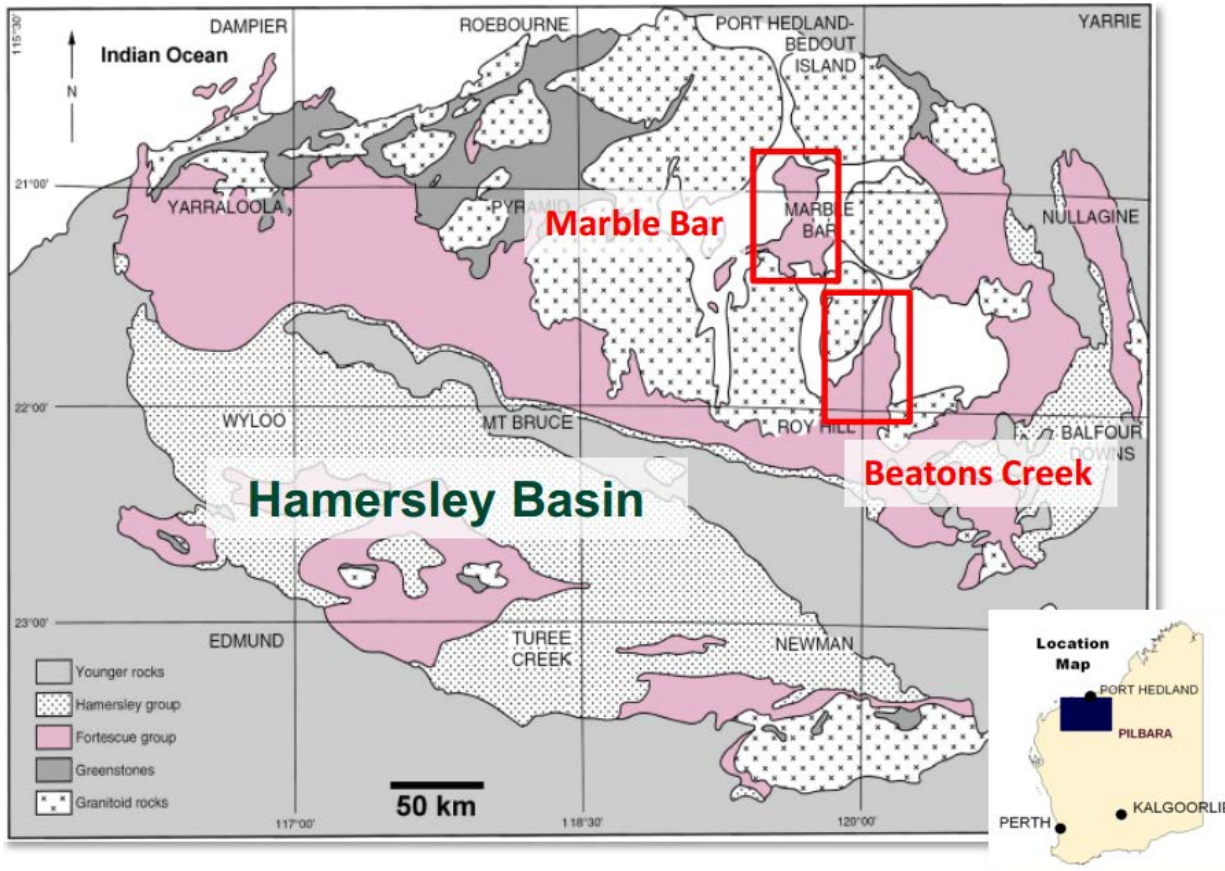 115°30'
DAMPIER
ROEBOURNE
PORT HEDLAND-
BEDOUT
ISLAND
YARRIE
Indian Ocean
N
21°00'
YARRALOOLA
PYRAMID
Marble Bar
MARBLE
BAR
NULLAGINE
22°00'
WYLOO
MT BRUCE
ROY HILL
BALFOUR
DOWNS
Beatons Creek
Hamersley Basin
23°00'
EDMUND
TUREE
CREEK
NEWMAN
Younger rocks
Hamersley group
Fortescue group
Greenstones
Granitoid rocks
50 km
117°00'
118°30'
120°00'
Location
Map
PORT HEDLAND
PILBARA
KALGOORLIE
PERTH